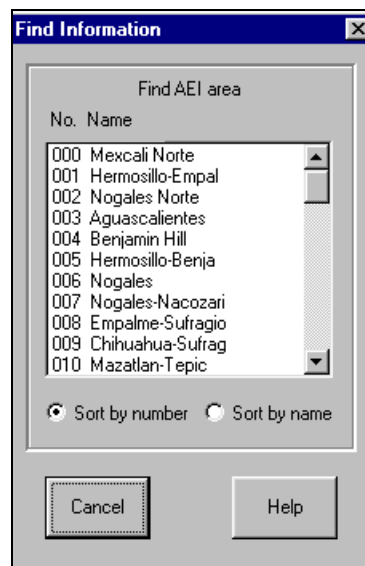 Find Information
Find AEI area
No. Name
000 Mexcali Norte
001 Hermosillo-Empal
002 Nogales Norte
003 Aguascalientes
004 Benjamin Hill
005 Hermosillo-Benja
006 Nogales
007 Nogales-Nacozari
008 Empalme-Sufragio
009 Chihuahua-Sufrag
010 Mazatlan-Tepic
Sort by number Sort by name
Cancel Help